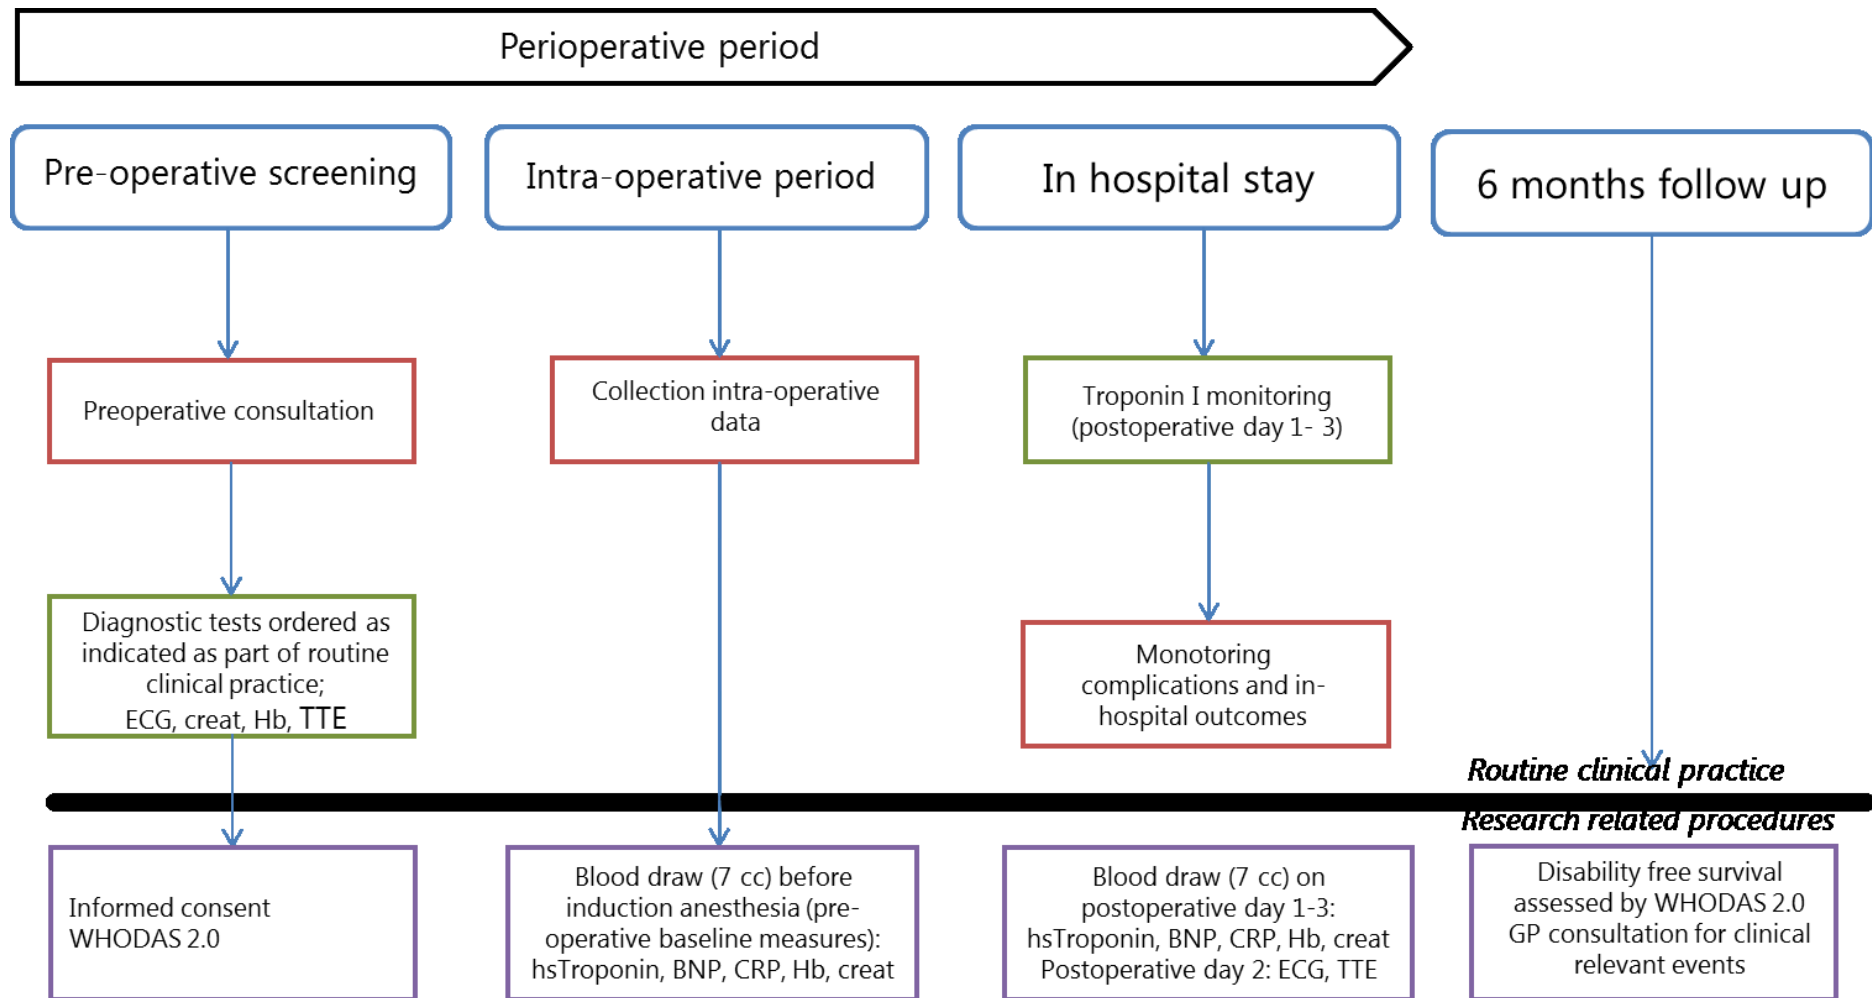 Perioperative period
Pre-operative screening
Intra-operative period
In hospital stay
6 months follow up
Preoperative consultation
Collection intra-operative
data
Troponin I monitoring
(postoperative day 1- 3)
Diagnostic tests ordered as
indicated as part of routine
clinical practice;
ECG, creat, Hb, TTE
Monotoring
complications and in-
hospital outcomes
Routine clinical practice
Research related procedures
Informed consent
WHODAS 2.0
Blood draw (7 cc) before
induction anesthesia (pre-
operative baseline measures):
hsTroponin, BNP, CRP, Hb, creat
Blood draw (7 cc) on
postoperative day 1-3:
hsTroponin, BNP, CRP, Hb, creat
Postoperative day 2: ECG, TTE
Disability free survival
assessed by WHODAS 2.0
GP consultation for clinical
relevant events